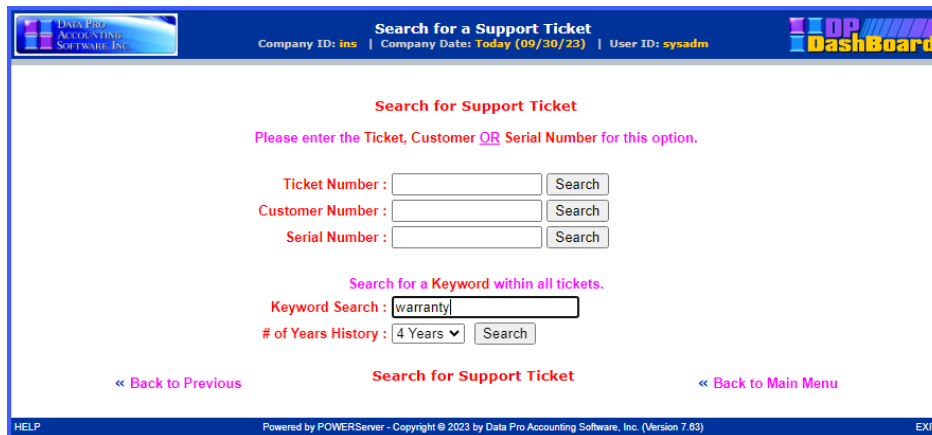 DATA PRO
ACCOUNTING
SOFTWARE, INC.
Search for a Support Ticket
Company ID: ins | Company Date: Today (09/30/23) | User ID: sysadm
DP
DashBoard
Search for Support Ticket
Please enter the Ticket, Customer OR Serial Number for this option.
Ticket Number : Search
Customer Number : Search
Serial Number : Search
Search for a Keyword within all tickets.
Keyword Search : warranty
# of Years History : 4 Years Search
« Back to Previous Search for Support Ticket « Back to Main Menu
HELP Powered by POWERServer - Copyright © 2023 by Data Pro Accounting Software, Inc. (Version 7.63) EXI